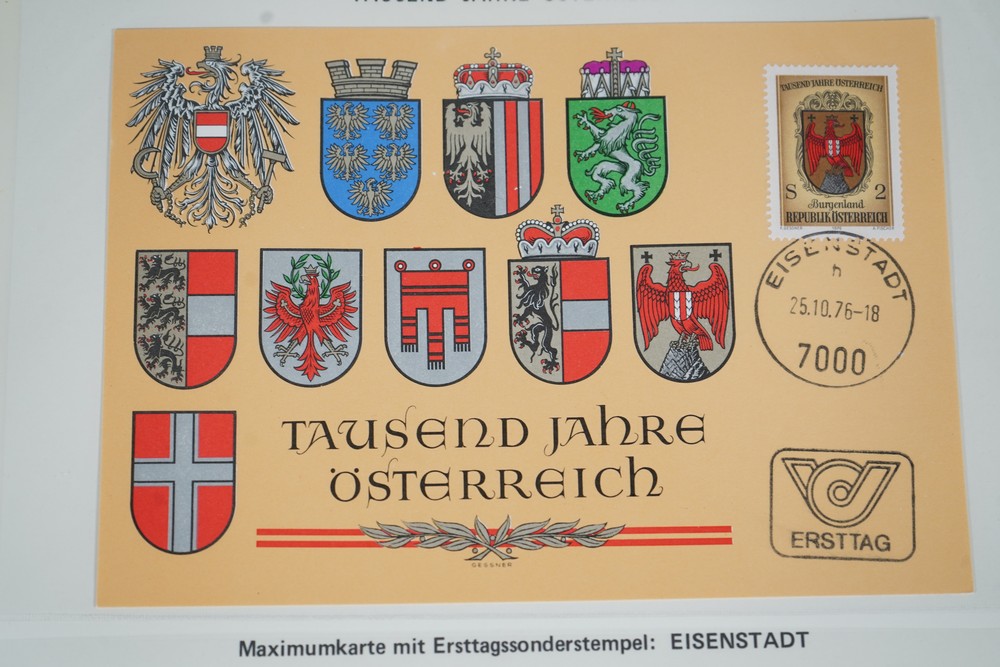 TAUSEND JAHRE ÖSTERREICH
S 2
Burgenland
REPUBLIK ÖSTERREICH
EISENSTADT
h
25.10.76-18
7000
TAUSEND JAHRE
ÖSTERREICH
GESSNER
ERSTTAG
Maximumkarte mit Ersttagssonderstempel: EISENSTADT